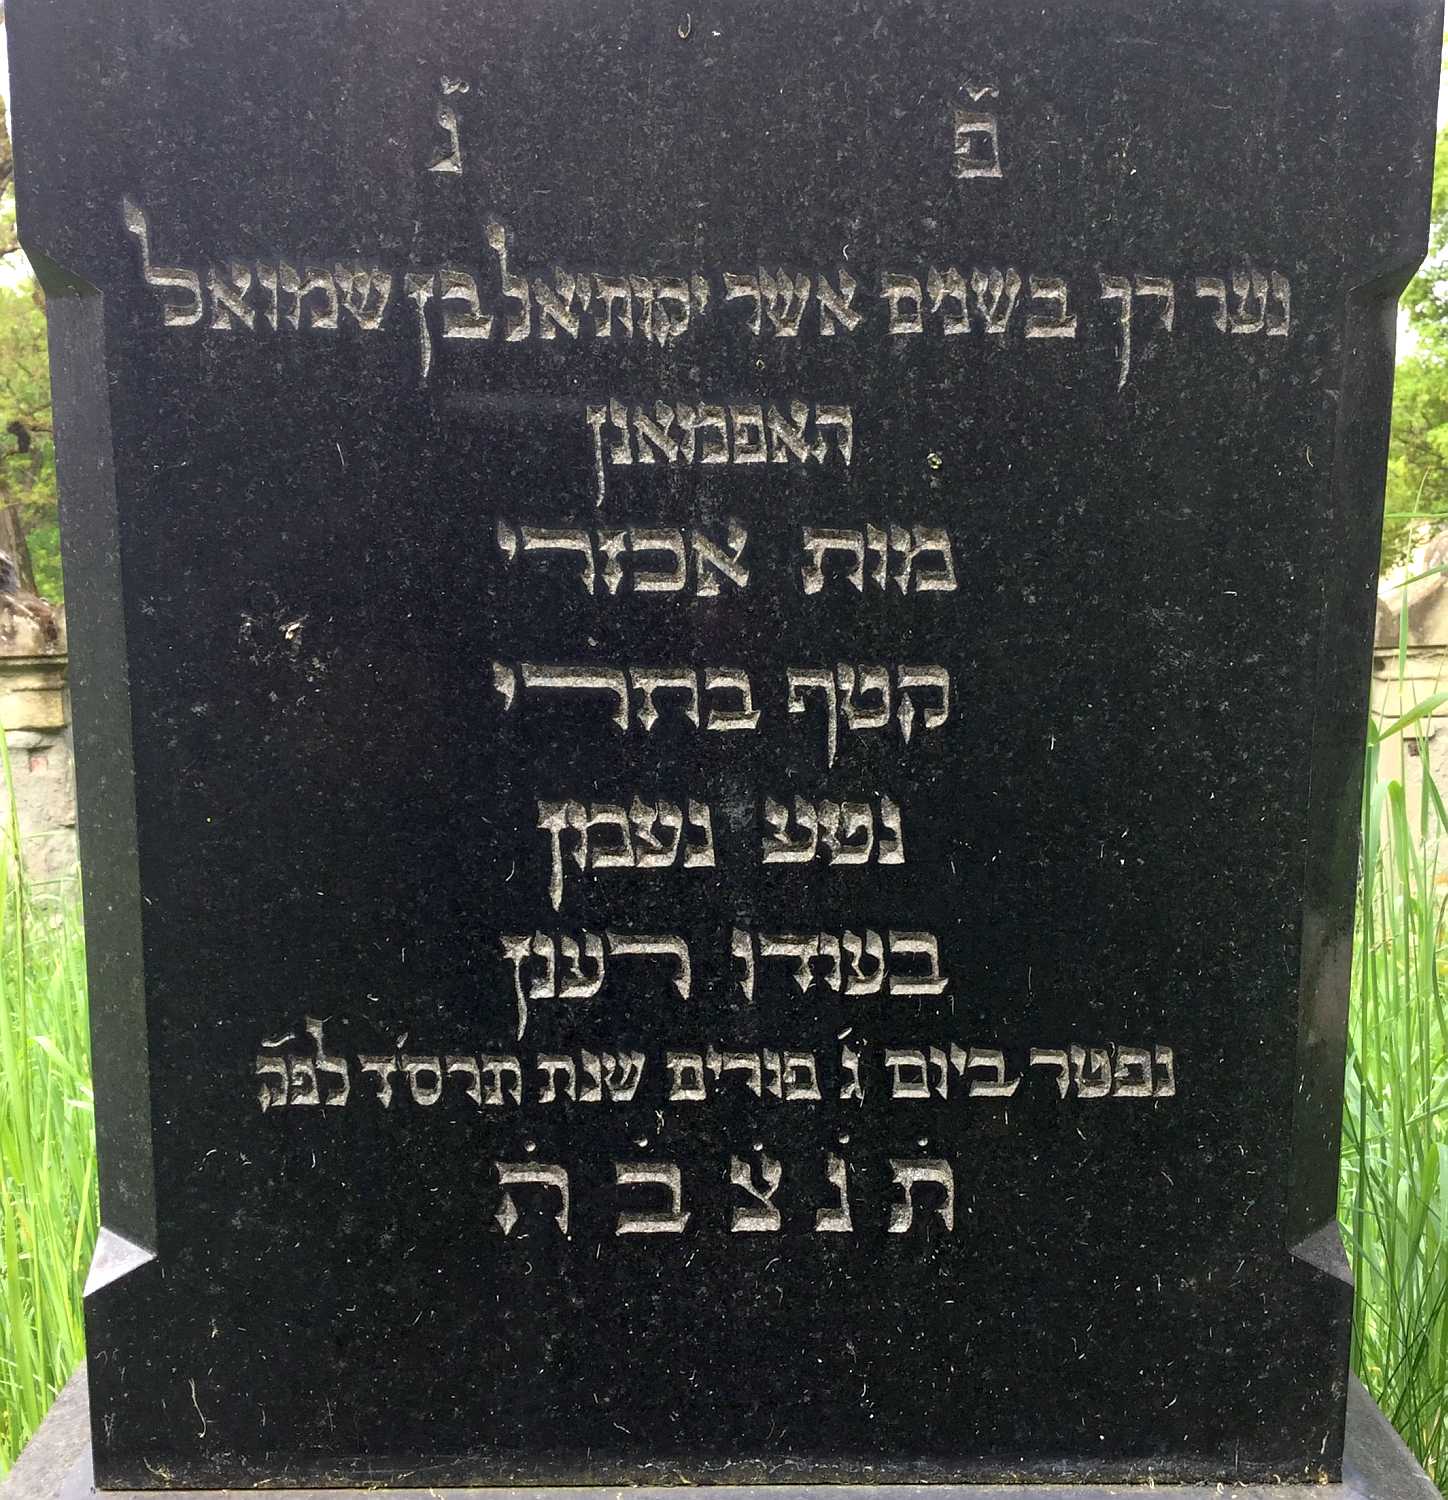 פ֞ נ֞
נער רך בשנים אשר יקותיאל בן שמואל
האפמאנן
מות אכזרי
קטף בחרי
נטע נעמן
בעודו רענן
נפטר ביום ג׳ פורים שנת תרס״ד לפ״ק
ת̇ נ̇ צ̇ ב̇ ה̇